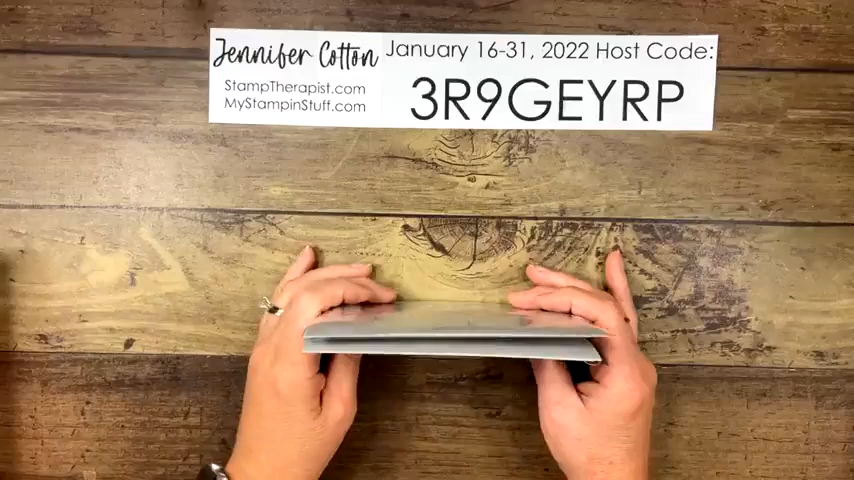 Jennifer Cotton
StampTherapist.com
MyStampinStuff.com
January 16-31, 2022 Host Code:
3R9GEYRP